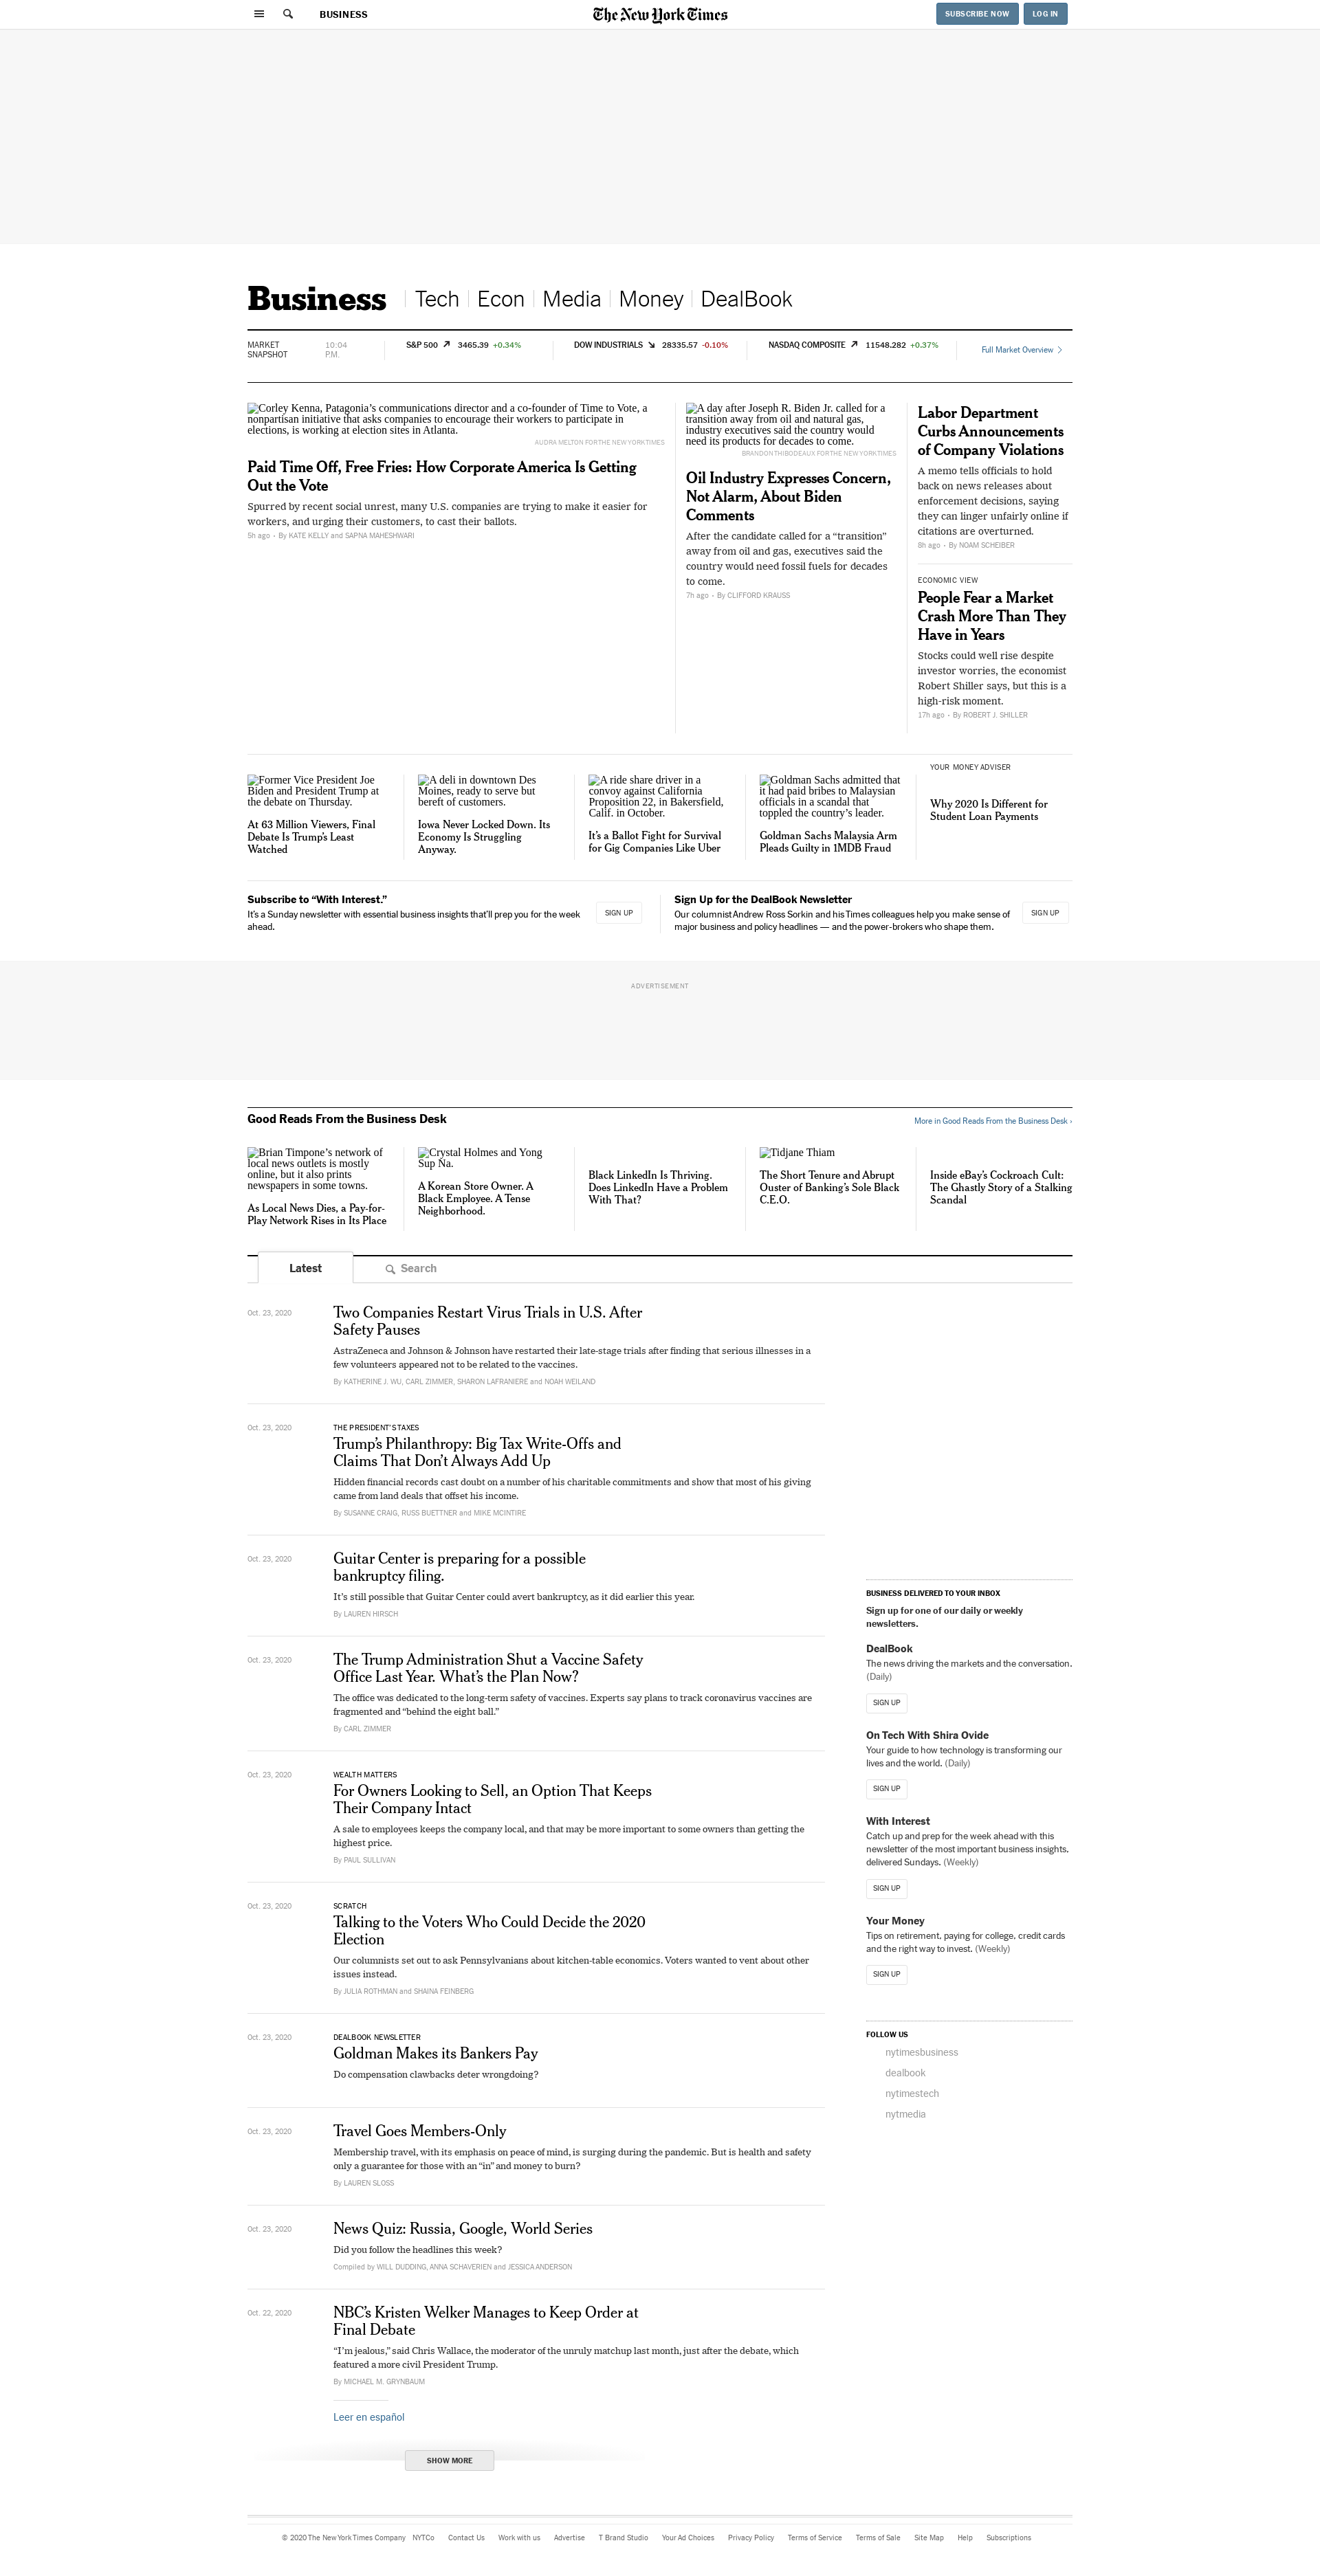 BUSINESS
The New York Times
SUBSCRIBE NOW
LOG IN
Business
Tech
Econ
Media
Money
DealBook
MARKET
SNAPSHOT
10:04
P.M.
S&P 500 3465.39 +0.34%
DOW INDUSTRIALS 28335.57 -0.10%
NASDAQ COMPOSITE 11548.282 +0.37%
Full Market Overview
Corley Kenna, Patagonia’s communications director and a co-founder of Time to Vote, a
nonpartisan initiative that asks companies to encourage their workers to participate in
elections, is working at election sites in Atlanta.
AUDRA MELTON FOR THE NEW YORK TIMES
Paid Time Off, Free Fries: How Corporate America Is Getting
Out the Vote
Spurred by recent social unrest, many U.S. companies are trying to make it easier for
workers, and urging their customers, to cast their ballots.
5h ago • By KATE KELLY and SAPNA MAHESHWARI
A day after Joseph R. Biden Jr. called for a
transition away from oil and natural gas,
industry executives said the country would
need its products for decades to come.
BRANDON THIBODEAUX FOR THE NEW YORK TIMES
Oil Industry Expresses Concern,
Not Alarm, About Biden
Comments
After the candidate called for a “transition”
away from oil and gas, executives said the
country would need fossil fuels for decades
to come.
7h ago • By CLIFFORD KRAUSS
Labor Department
Curbs Announcements
of Company Violations
A memo tells officials to hold
back on news releases about
enforcement decisions, saying
they can linger unfairly online if
citations are overturned.
8h ago • By NOAM SCHEIBER
ECONOMIC VIEW
People Fear a Market
Crash More Than They
Have in Years
Stocks could well rise despite
investor worries, the economist
Robert Shiller says, but this is a
high-risk moment.
17h ago • By ROBERT J. SHILLER
Former Vice President Joe
Biden and President Trump at
the debate on Thursday.
At 63 Million Viewers, Final
Debate Is Trump’s Least
Watched
A deli in downtown Des
Moines, ready to serve but
bereft of customers.
Iowa Never Locked Down. Its
Economy Is Struggling
Anyway.
A ride share driver in a
convoy against California
Proposition 22, in Bakersfield,
Calif. in October.
It’s a Ballot Fight for Survival
for Gig Companies Like Uber
Goldman Sachs admitted that
it had paid bribes to Malaysian
officials in a scandal that
toppled the country’s leader.
Goldman Sachs Malaysia Arm
Pleads Guilty in 1MDB Fraud
YOUR MONEY ADVISER
Why 2020 Is Different for
Student Loan Payments
Subscribe to “With Interest.”
It’s a Sunday newsletter with essential business insights that’ll prep you for the week
ahead.
SIGN UP
Sign Up for the DealBook Newsletter
Our columnist Andrew Ross Sorkin and his Times colleagues help you make sense of
major business and policy headlines — and the power-brokers who shape them.
SIGN UP
ADVERTISEMENT
Good Reads From the Business Desk
More in Good Reads From the Business Desk ›
Brian Timpone’s network of
local news outlets is mostly
online, but it also prints
newspapers in some towns.
As Local News Dies, a Pay-for-
Play Network Rises in Its Place
Crystal Holmes and Yong
Sup Na.
A Korean Store Owner. A
Black Employee. A Tense
Neighborhood.
Black LinkedIn Is Thriving.
Does LinkedIn Have a Problem
With That?
Tidjane Thiam
The Short Tenure and Abrupt
Ouster of Banking’s Sole Black
C.E.O.
Inside eBay’s Cockroach Cult:
The Ghastly Story of a Stalking
Scandal
Latest
Search
Oct. 23, 2020
Two Companies Restart Virus Trials in U.S. After
Safety Pauses
AstraZeneca and Johnson & Johnson have restarted their late-stage trials after finding that serious illnesses in a
few volunteers appeared not to be related to the vaccines.
By KATHERINE J. WU, CARL ZIMMER, SHARON LAFRANIERE and NOAH WEILAND
Oct. 23, 2020
THE PRESIDENT'S TAXES
Trump’s Philanthropy: Big Tax Write-Offs and
Claims That Don’t Always Add Up
Hidden financial records cast doubt on a number of his charitable commitments and show that most of his giving
came from land deals that offset his income.
By SUSANNE CRAIG, RUSS BUETTNER and MIKE MCINTIRE
Oct. 23, 2020
Guitar Center is preparing for a possible
bankruptcy filing.
It’s still possible that Guitar Center could avert bankruptcy, as it did earlier this year.
By LAUREN HIRSCH
Oct. 23, 2020
The Trump Administration Shut a Vaccine Safety
Office Last Year. What’s the Plan Now?
The office was dedicated to the long-term safety of vaccines. Experts say plans to track coronavirus vaccines are
fragmented and “behind the eight ball.”
By CARL ZIMMER
Oct. 23, 2020
WEALTH MATTERS
For Owners Looking to Sell, an Option That Keeps
Their Company Intact
A sale to employees keeps the company local, and that may be more important to some owners than getting the
highest price.
By PAUL SULLIVAN
Oct. 23, 2020
SCRATCH
Talking to the Voters Who Could Decide the 2020
Election
Our columnists set out to ask Pennsylvanians about kitchen-table economics. Voters wanted to vent about other
issues instead.
By JULIA ROTHMAN and SHAINA FEINBERG
Oct. 23, 2020
DEALBOOK NEWSLETTER
Goldman Makes its Bankers Pay
Do compensation clawbacks deter wrongdoing?
Oct. 23, 2020
Travel Goes Members-Only
Membership travel, with its emphasis on peace of mind, is surging during the pandemic. But is health and safety
only a guarantee for those with an “in” and money to burn?
By LAUREN SLOSS
Oct. 23, 2020
News Quiz: Russia, Google, World Series
Did you follow the headlines this week?
Compiled by WILL DUDDING, ANNA SCHAVERIEN and JESSICA ANDERSON
Oct. 22, 2020
NBC’s Kristen Welker Manages to Keep Order at
Final Debate
“I’m jealous,” said Chris Wallace, the moderator of the unruly matchup last month, just after the debate, which
featured a more civil President Trump.
By MICHAEL M. GRYNBAUM
Leer en español
SHOW MORE
BUSINESS DELIVERED TO YOUR INBOX
Sign up for one of our daily or weekly
newsletters.
DealBook
The news driving the markets and the conversation.
(Daily)
SIGN UP
On Tech With Shira Ovide
Your guide to how technology is transforming our
lives and the world. (Daily)
SIGN UP
With Interest
Catch up and prep for the week ahead with this
newsletter of the most important business insights,
delivered Sundays. (Weekly)
SIGN UP
Your Money
Tips on retirement, paying for college, credit cards
and the right way to invest. (Weekly)
SIGN UP
FOLLOW US
nytimesbusiness
dealbook
nytimestech
nytmedia
© 2020 The New York Times Company NYTCo Contact Us Work with us Advertise T Brand Studio Your Ad Choices Privacy Policy Terms of Service Terms of Sale Site Map Help Subscriptions